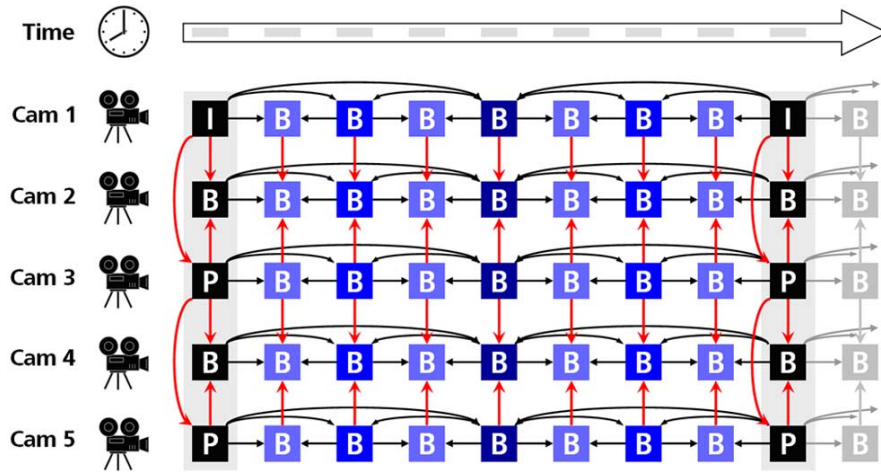 Time
Cam 1 I B B B B B B B I B
Cam 2 B B B B B B B B B B
Cam 3 P B B B B B B B P B
Cam 4 B B B B B B B B B B
Cam 5 P B B B B B B B P B